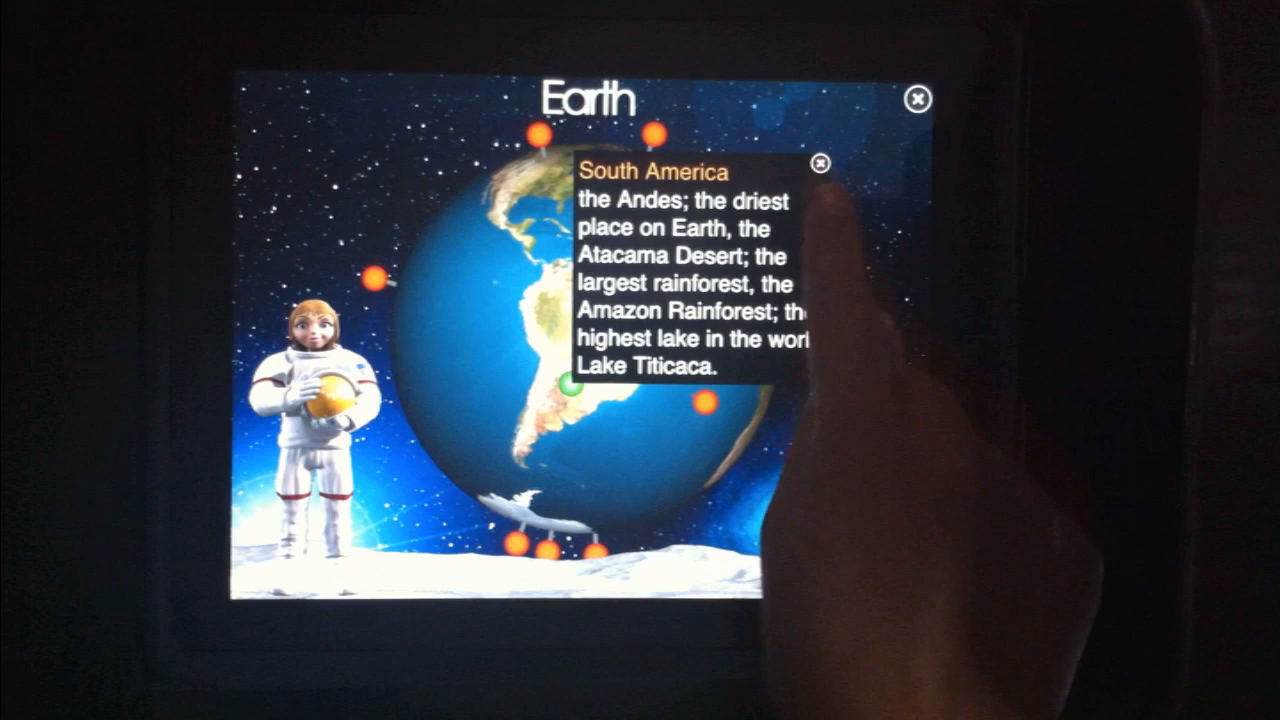 Earth
South America
the Andes; the driest
place on Earth, the
Atacama Desert; the
largest rainforest, the
Amazon Rainforest;
highest lake in the
Lake Titicaca.